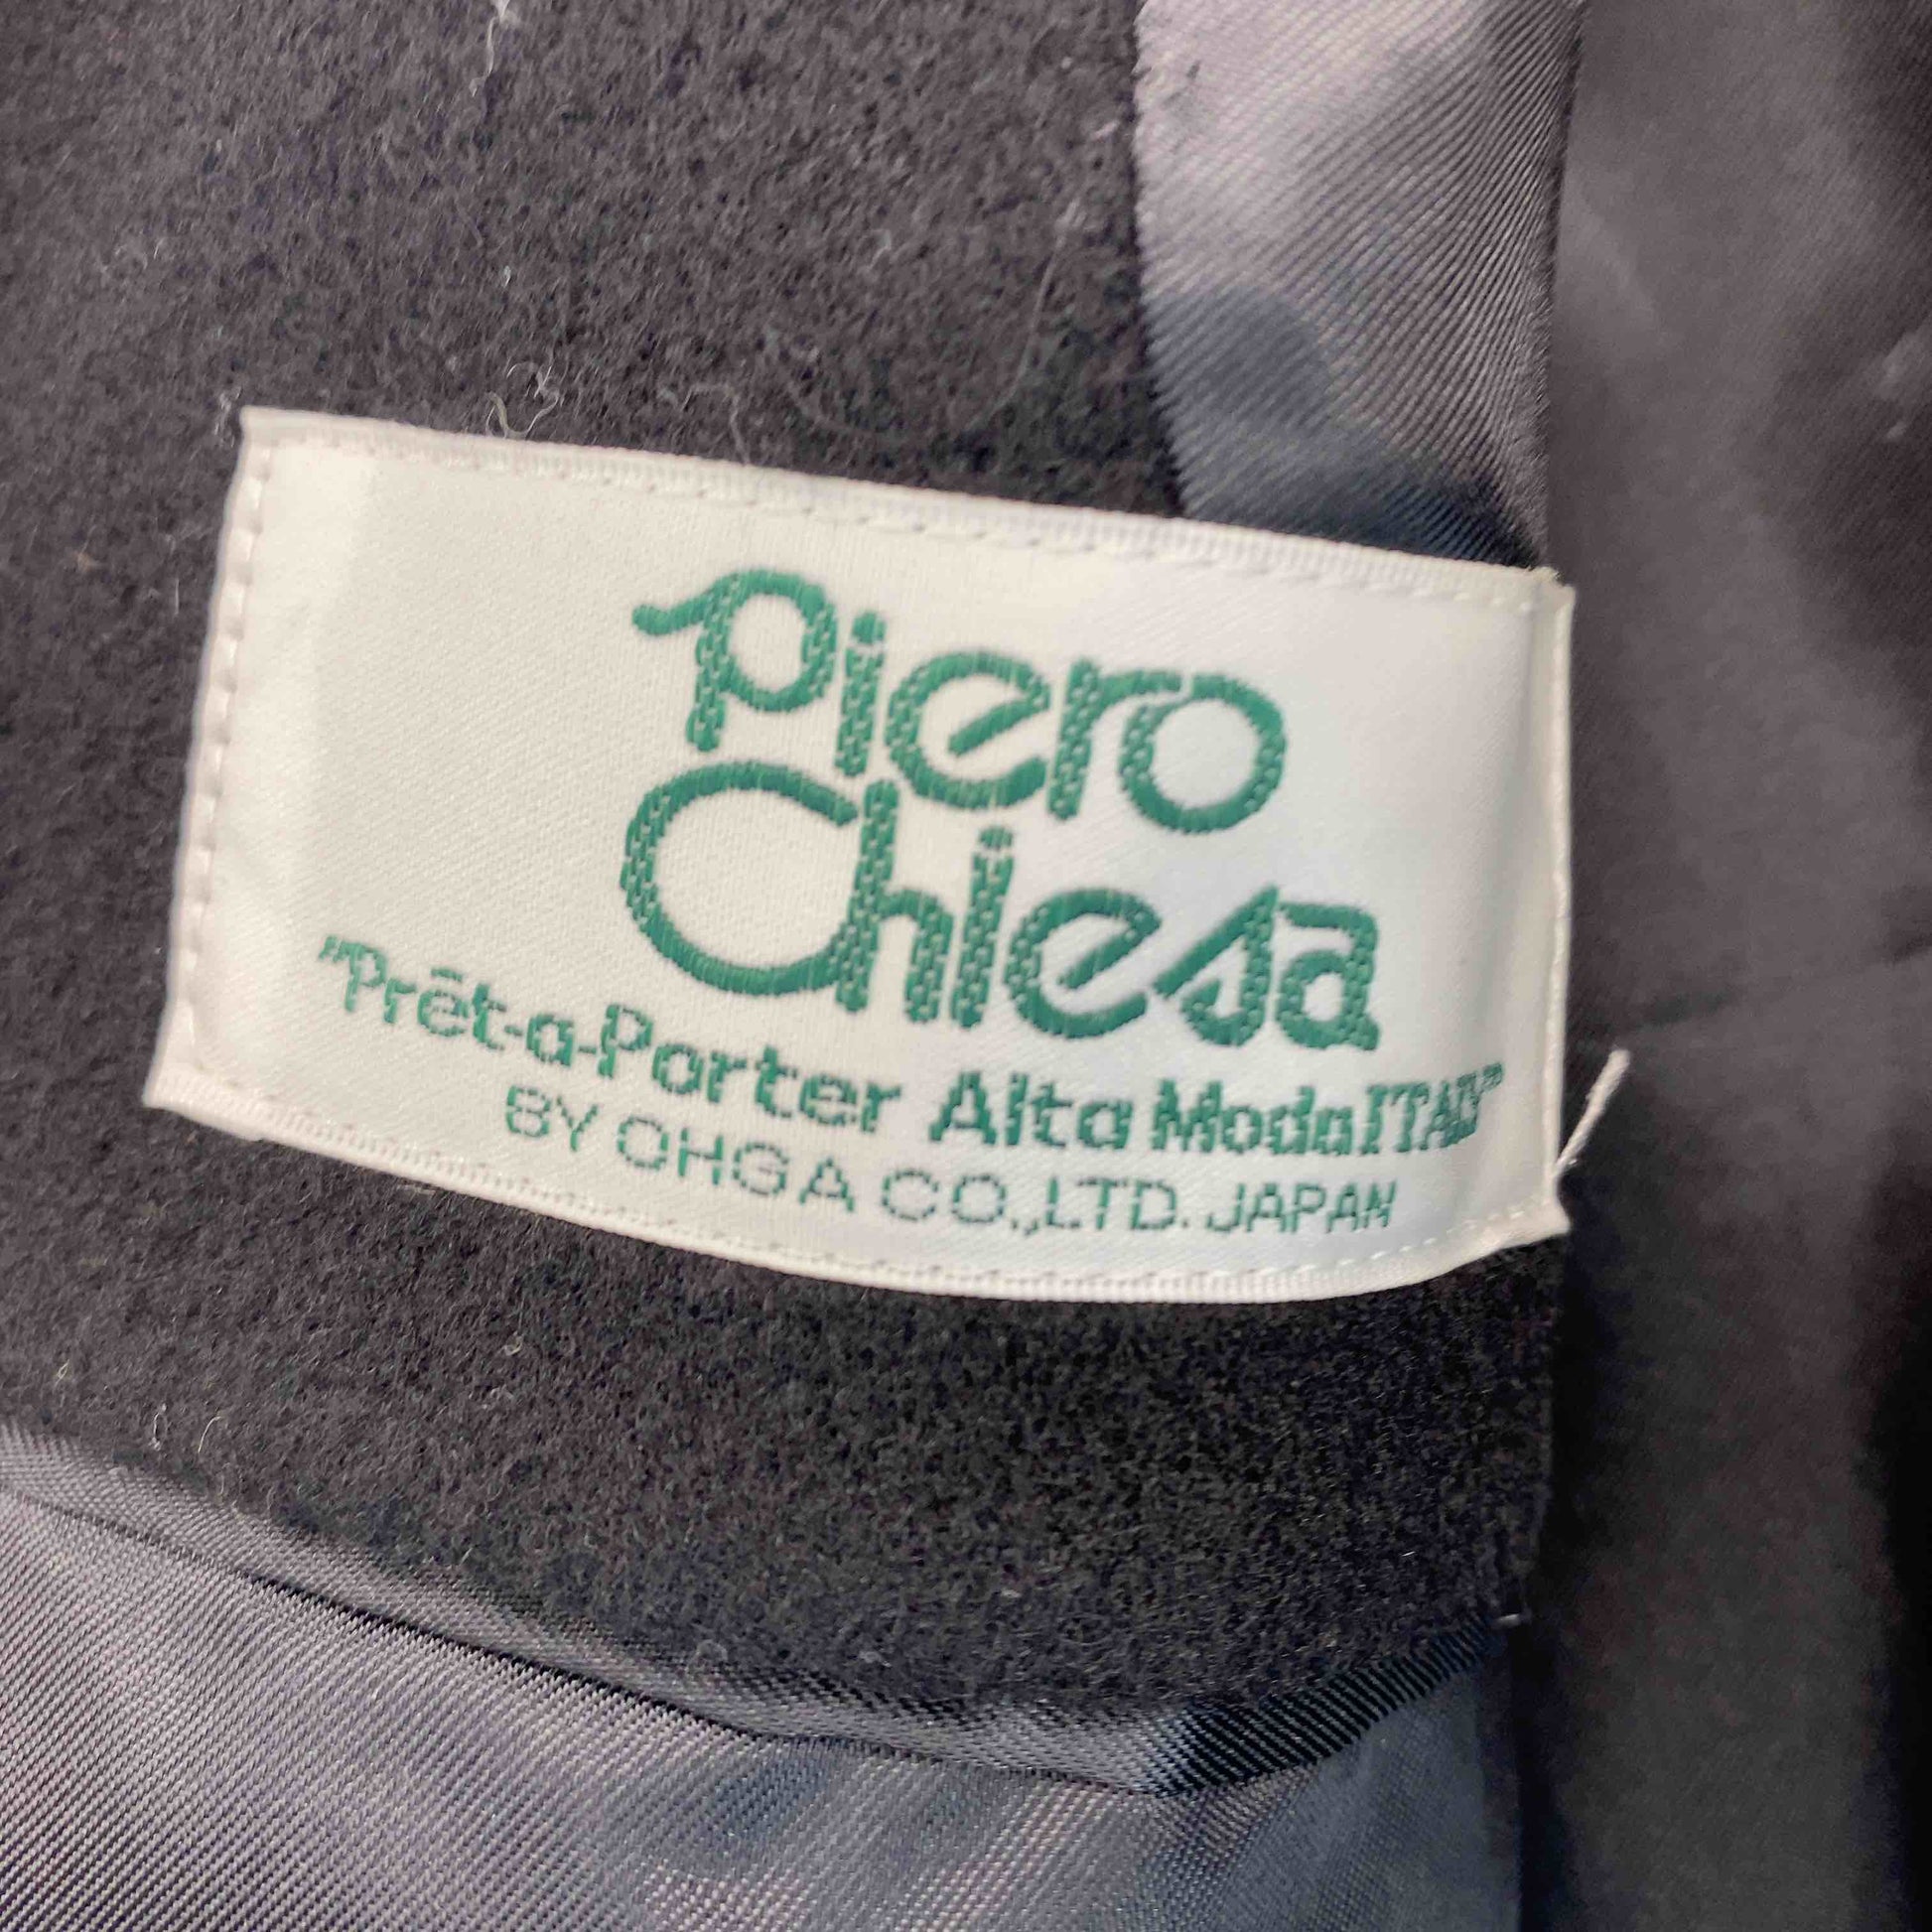 Piero
Chiesa
"Prêt-a-Porter Alta Moda ITALY"
BY OHGA CO.,LTD. JAPAN